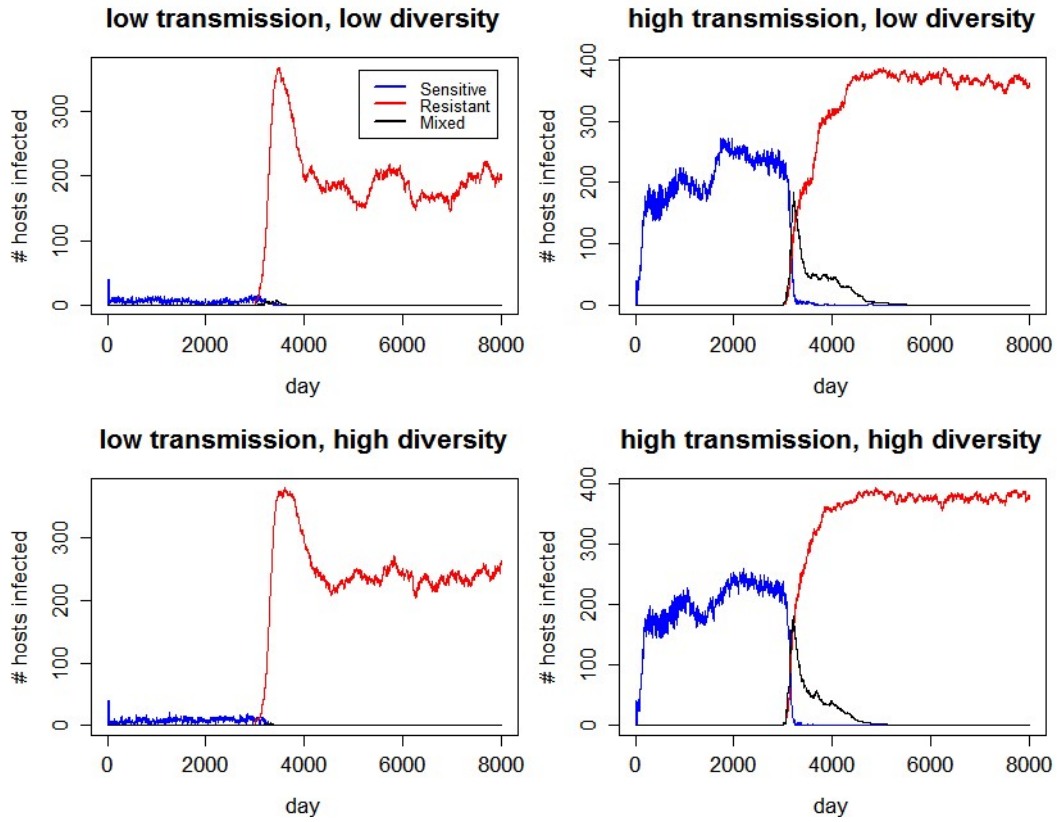 low transmission, low diversity
# hosts infected
300
200
100
0
Sensitive
Resistant
Mixed
0 2000 4000 6000 8000
day
high transmission, low diversity
# hosts infected
400
300
200
100
0
0 2000 4000 6000 8000
day
low transmission, high diversity
# hosts infected
300
200
100
0
0 2000 4000 6000 8000
day
high transmission, high diversity
# hosts infected
400
300
200
100
0
0 2000 4000 6000 8000
day